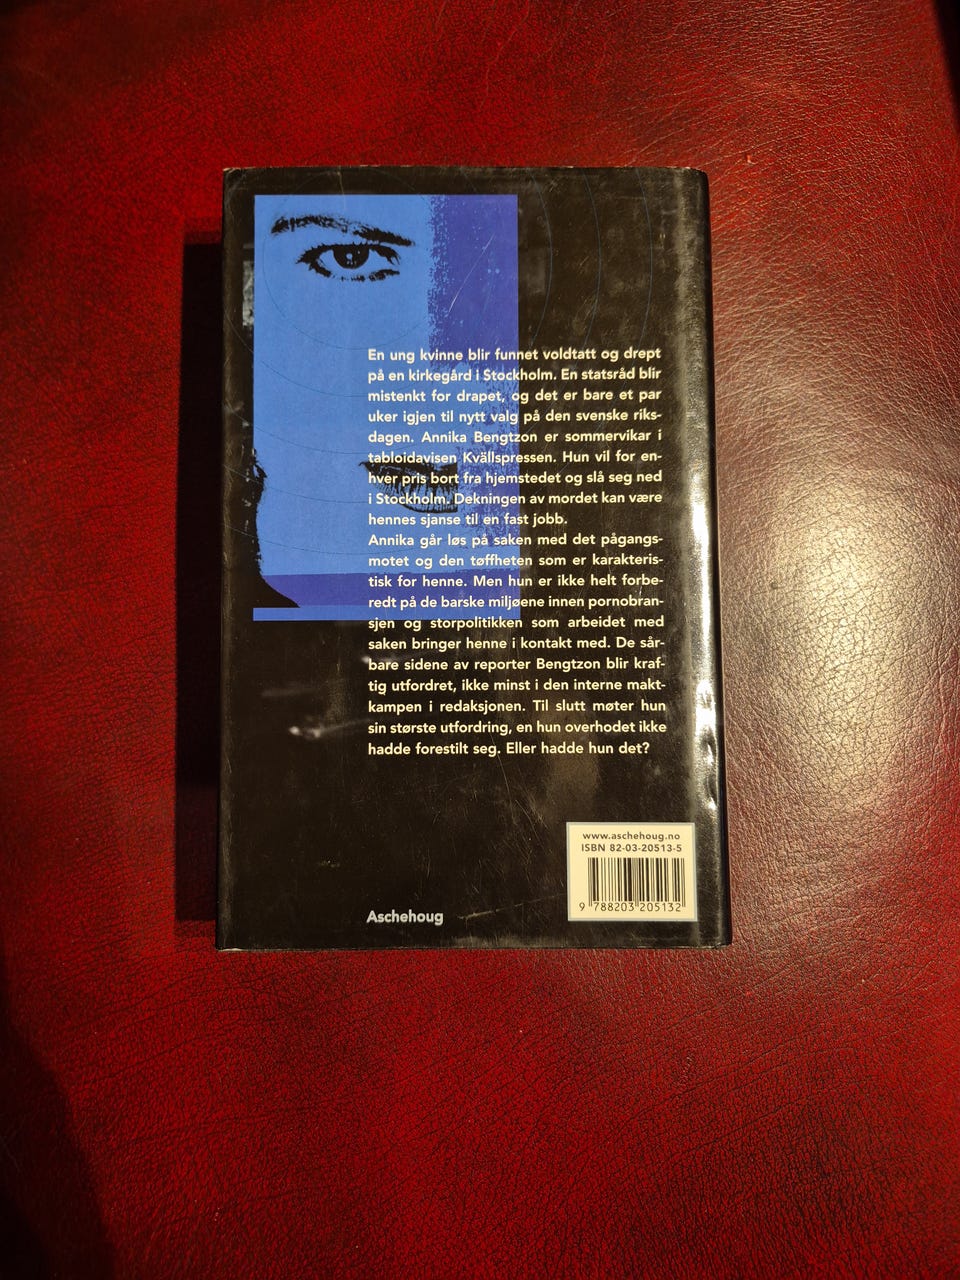 En ung kvinne blir funnet voldtatt og drept
på en kirkegård i Stockholm. En statsråd blir
mistenkt for drapet, og det er bare et par
uker igjen til nytt valg på den svenske riks-
dagen. Annika Bengtzon er sommervikar i
tabloidavisen Kvällspressen. Hun vil for en-
hver pris bort fra hjemstedet og slå seg ned
i Stockholm. Dekningen av mordet kan være
hennes sjanse til en fast jobb.
Annika går løs på saken med det pågangs-
motet og den tøffheten som er karakteris-
tisk for henne. Men hun er ikke helt forbe-
redt på de barske miljøene innen pornobran-
sjen og storpolitikken som arbeidet med
saken bringer henne i kontakt med. De sår-
bare sidene av reporter Bengtzon blir kraf-
tig utfordret, ikke minst i den interne makt-
kampen i redaksjonen. Til slutt møter hun
sin største utfordring, en hun overhodet ikke
hadde forestilt seg. Eller hadde hun det?
www.aschehoug.no
ISBN 82-03-20513-5
9 788203 205132
Aschehoug